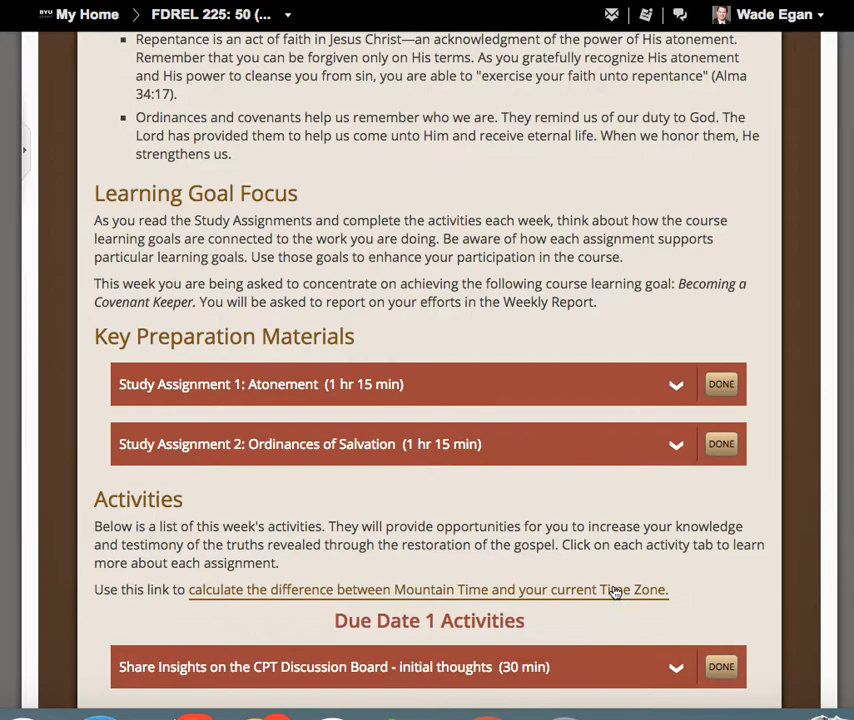 BYU My Home FDREL 225: 50 (... Wade Egan
Repentance is an act of faith in Jesus Christ—an acknowledgment of the power of His atonement.
Remember that you can be forgiven only on His terms. As you gratefully recognize His atonement
and His power to cleanse you from sin, you are able to "exercise your faith unto repentance" (Alma
34:17).
Ordinances and covenants help us remember who we are. They remind us of our duty to God. The
Lord has provided them to help us come unto Him and receive eternal life. When we honor them, He
strengthens us.
Learning Goal Focus
As you read the Study Assignments and complete the activities each week, think about how the course
learning goals are connected to the work you are doing. Be aware of how each assignment supports
particular learning goals. Use those goals to enhance your participation in the course.
This week you are being asked to concentrate on achieving the following course learning goal: Becoming a
Covenant Keeper. You will be asked to report on your efforts in the Weekly Report.
Key Preparation Materials
Study Assignment 1: Atonement (1 hr 15 min) DONE
Study Assignment 2: Ordinances of Salvation (1 hr 15 min) DONE
Activities
Below is a list of this week's activities. They will provide opportunities for you to increase your knowledge
and testimony of the truths revealed through the restoration of the gospel. Click on each activity tab to learn
more about each assignment.
Use this link to calculate the difference between Mountain Time and your current Time Zone.
Due Date 1 Activities
Share Insights on the CPT Discussion Board - initial thoughts (30 min) DONE